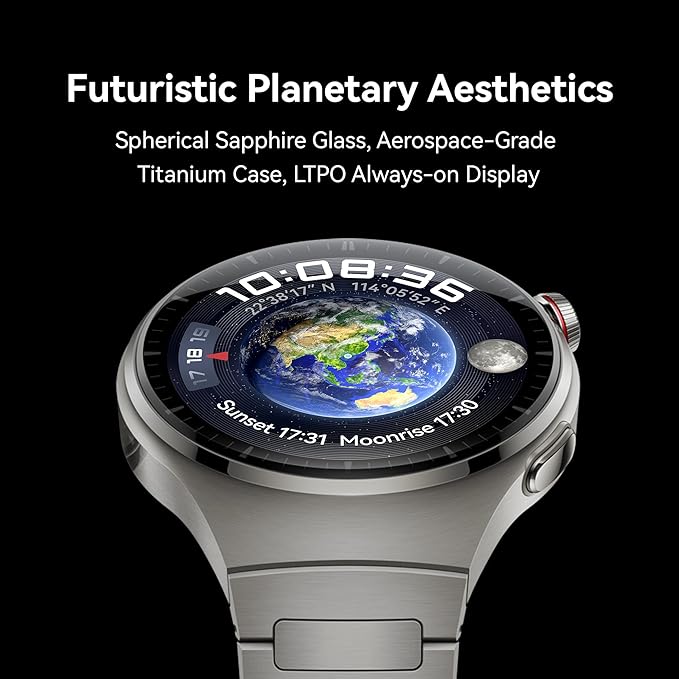 Futuristic Planetary Aesthetics
Spherical Sapphire Glass, Aerospace-Grade
Titanium Case, LTPO Always-on Display
10:08:36
22°38'17" N 114°05'52" E
17 18 19
Sunset 17:31 Moonrise 17:30